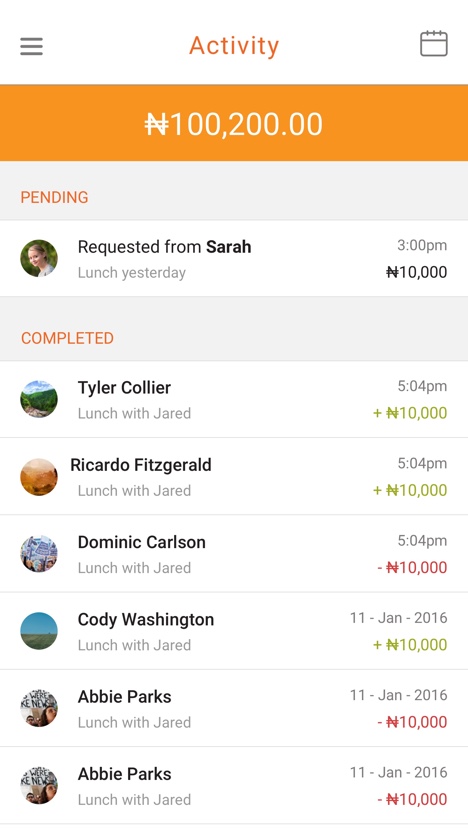 Activity
₦100,200.00
PENDING
Requested from Sarah 3:00pm
Lunch yesterday ₦10,000
COMPLETED
Tyler Collier 5:04pm
Lunch with Jared + ₦10,000
Ricardo Fitzgerald 5:04pm
Lunch with Jared + ₦10,000
Dominic Carlson 5:04pm
Lunch with Jared - ₦10,000
Cody Washington 11 - Jan - 2016
Lunch with Jared + ₦10,000
Abbie Parks 11 - Jan - 2016
Lunch with Jared - ₦10,000
Abbie Parks 11 - Jan - 2016
Lunch with Jared - ₦10,000